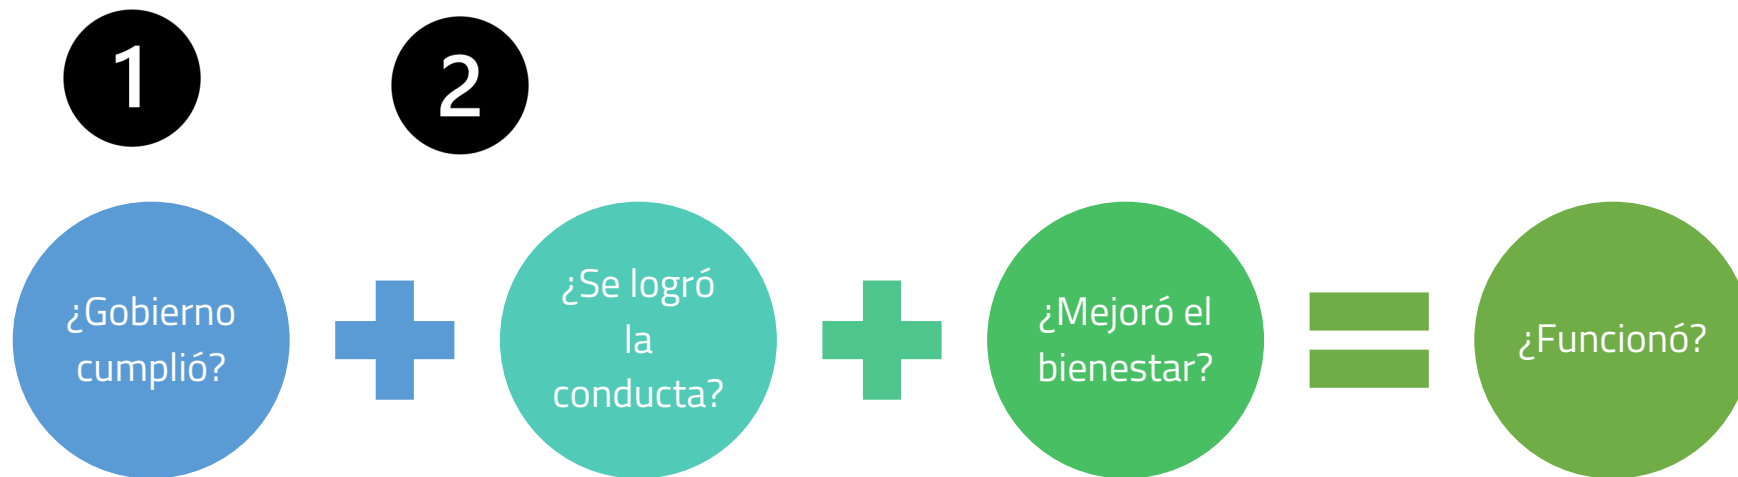 1
2
¿Gobierno
cumplió?
¿Se logró
la
conducta?
¿Mejoró el
bienestar?
¿Funcionó?